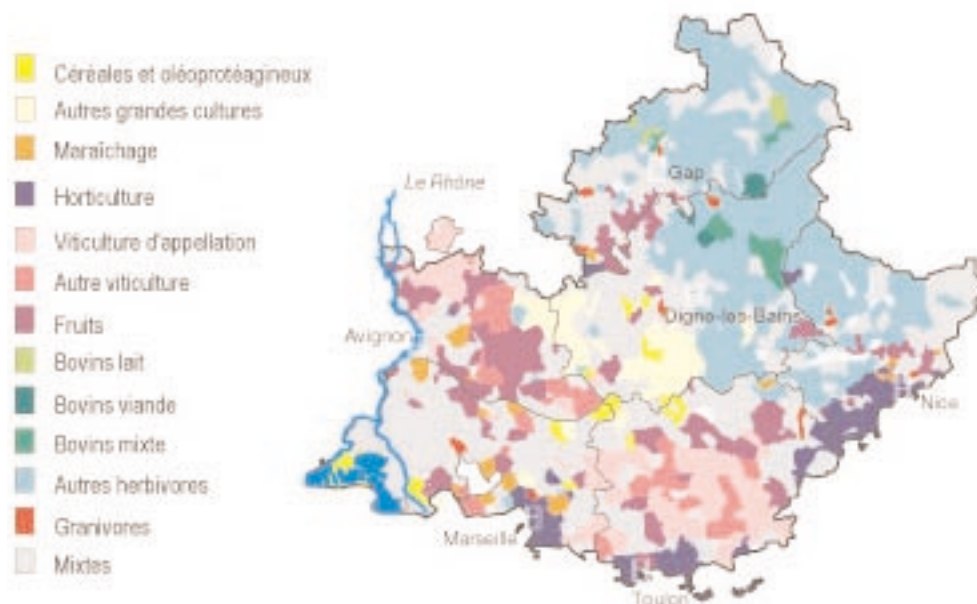 Céréales et oléoprotéagineux
Autres grandes cultures
Maraîchage
Horticulture
Viticulture d'appellation
Autre viticulture
Fruits
Bovins lait
Bovins viande
Bovins mixte
Autres herbivores
Granivores
Mixtes
Le Rhône
Gap
Digne-les-Bains
Avignon
Nice
Marseille
Toulon